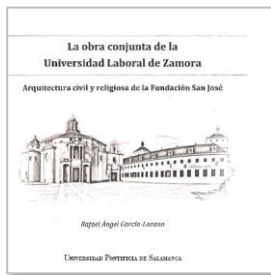 La obra conjunta de la
Universidad Laboral de Zamora
Arquitectura civil y religiosa de la Fundación San José
Rafael Ángel García-Lozano
Universidad Pontificia de Salamanca